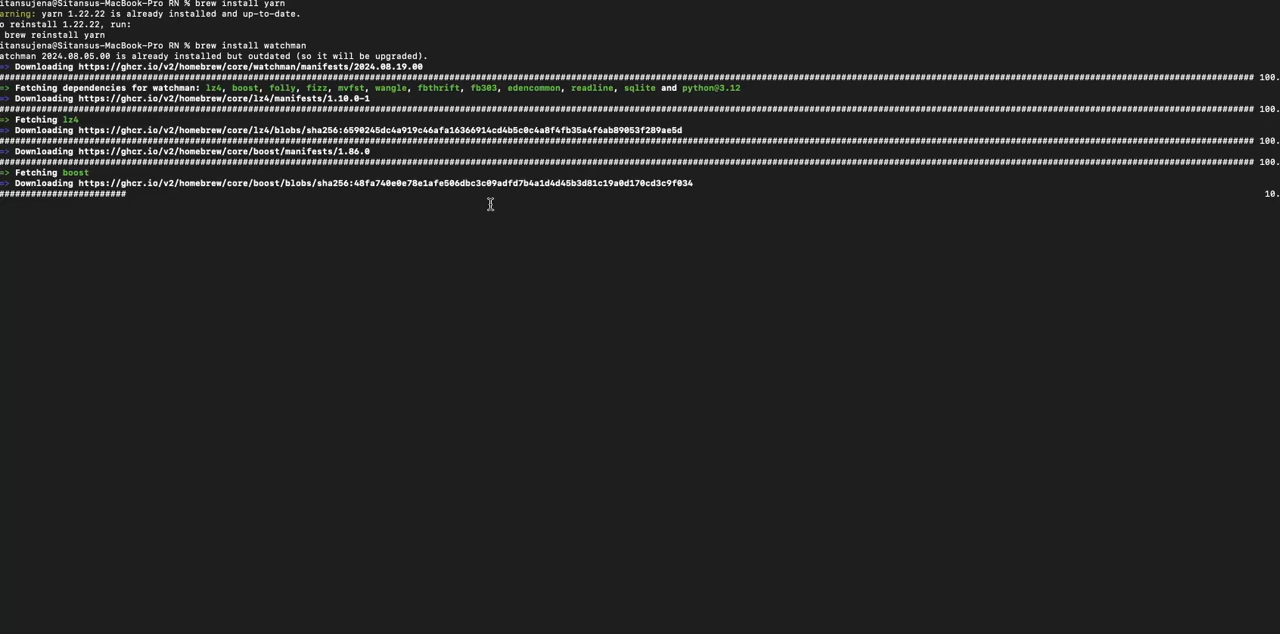 itansujena@Sitansus-MacBook-Pro RN % brew install yarn
arning: yarn 1.22.22 is already installed and up-to-date.
o reinstall 1.22.22, run:
brew reinstall yarn
itansujena@Sitansus-MacBook-Pro RN % brew install watchman
atchman 2024.08.05.00 is already installed but outdated (so it will be upgraded).
=> Downloading https://ghcr.io/v2/homebrew/core/watchman/manifests/2024.08.19.00
100.
=> Fetching dependencies for watchman: lz4, boost, folly, fizz, mvfst, wangle, fbthrift, fb303, edencommon, readline, sqlite and python@3.12
=> Downloading https://ghcr.io/v2/homebrew/core/lz4/manifests/1.10.0-1
100.
=> Fetching lz4
=> Downloading https://ghcr.io/v2/homebrew/core/lz4/blobs/sha256:6590245dc4a919c46afa16366914cd4b5c0c4a8f4fb35a4f6ab89053f289ae5d
100.
=> Downloading https://ghcr.io/v2/homebrew/core/boost/manifests/1.86.0
100.
=> Fetching boost
=> Downloading https://ghcr.io/v2/homebrew/core/boost/blobs/sha256:48fa740e0e78e1afe506dbc3c09adfd7b4a1d4d45b3d81c19a0d170cd3c9f034
######################## 10.